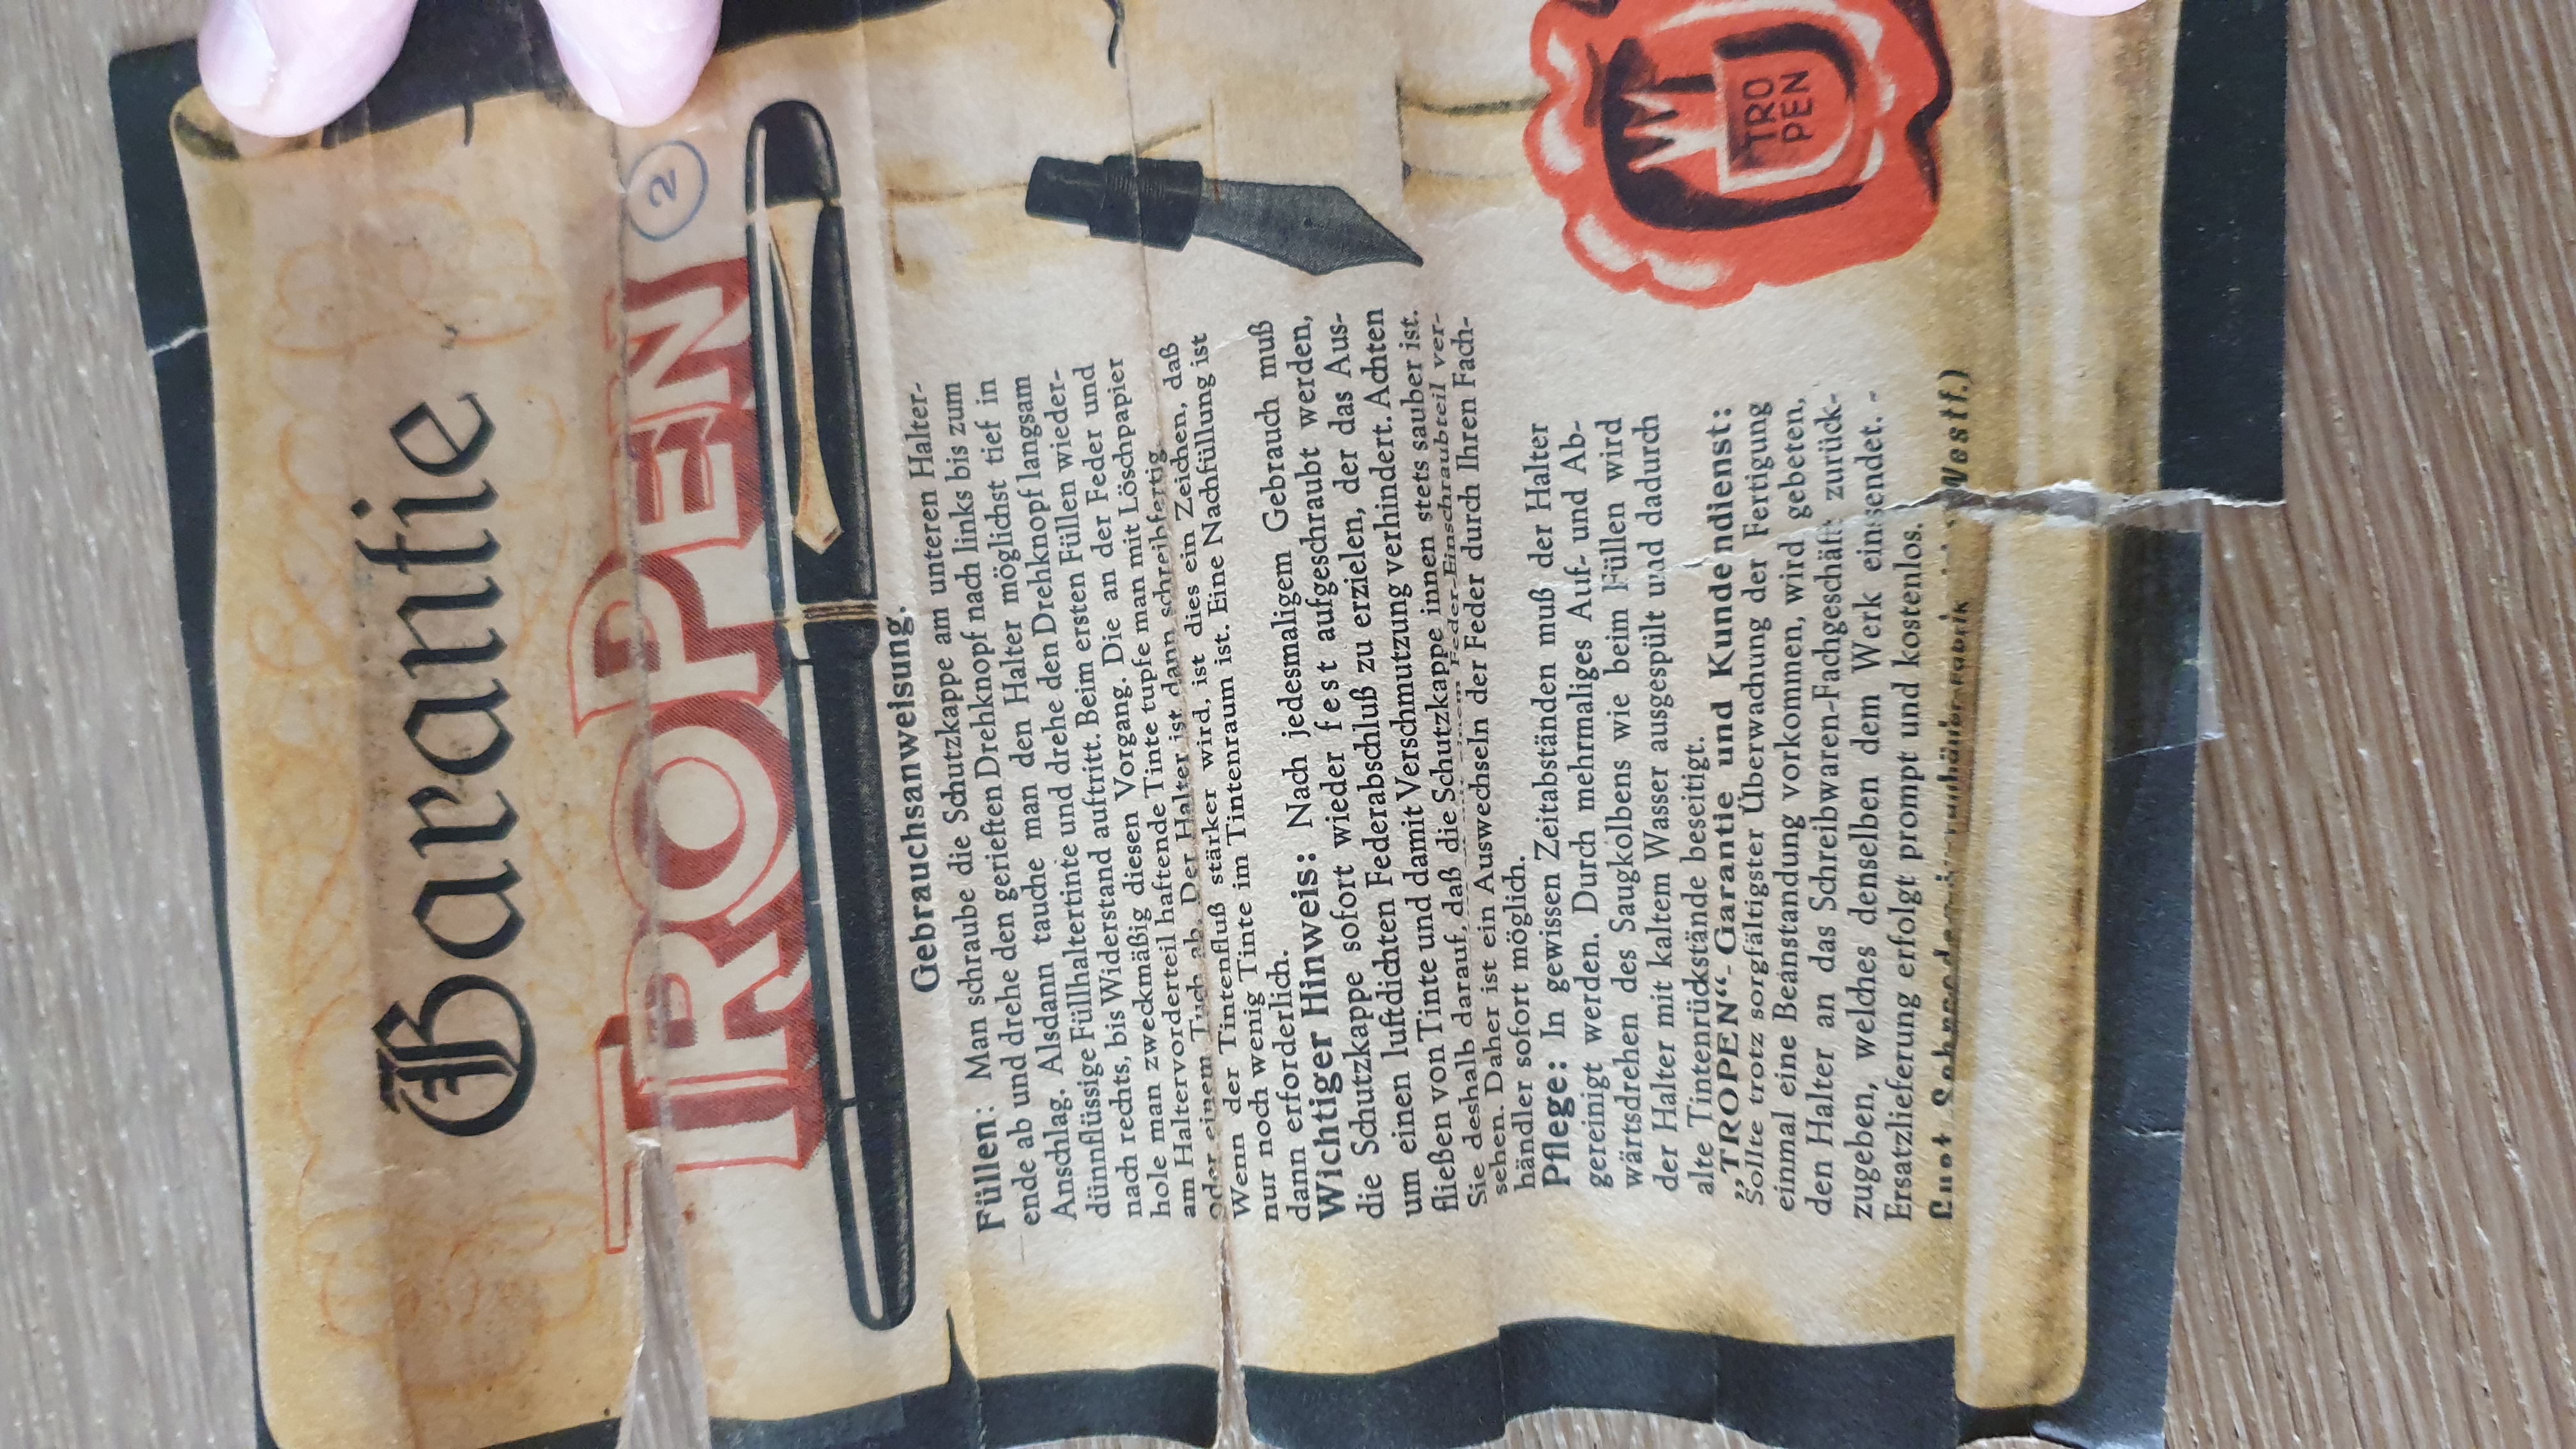 Garantie
TROPEN
2
Gebrauchsanweisung.
Füllen: Man schraube die Schutzkappe am unteren Halter-
ende ab und drehe den gerieften Drehknopf nach links bis zum
Anschlag. Alsdann tauche man den Halter möglichst tief in
dünnflüssige Füllhaltertinte und drehe den Drehknopf langsam
nach rechts, bis Widerstand auftritt. Beim ersten Füllen wieder-
hole man zweckmäßig diesen Vorgang. Die an der Feder und
am Haltervorderteil haftende Tinte tupfe man mit Löschpapier
oder einem Tuch ab. Der Halter ist dann schreibfertig.
Wenn der Tintenfluß stärker wird, ist dies ein Zeichen, daß
nur noch wenig Tinte im Tintenraum ist. Eine Nachfüllung ist
dann erforderlich.
Wichtiger Hinweis: Nach jedesmaligem Gebrauch muß
die Schutzkappe sofort wieder fest aufgeschraubt werden,
um einen luftdichten Federabschluß zu erzielen, der das Aus-
fließen von Tinte und damit Verschmutzung verhindert. Achten
Sie deshalb darauf, daß die Schutzkappe innen stets sauber ist.
Feder-Einschraubteil ver-
sehen. Daher ist ein Auswechseln der Feder durch Ihren Fach-
händler sofort möglich.
Pflege: In gewissen Zeitabständen muß der Halter
gereinigt werden. Durch mehrmaliges Auf- und Ab-
wärtsdrehen des Saugkolbens wie beim Füllen wird
der Halter mit kaltem Wasser ausgespült und dadurch
alte Tintenrückstände beseitigt.
„TROPEN“-Garantie und Kundendienst:
Sollte trotz sorgfältigster Überwachung der Fertigung
einmal eine Beanstandung vorkommen, wird gebeten,
den Halter an das Schreibwaren-Fachgeschäft zurück-
zugeben, welches denselben dem Werk einsendet. -
Ersatzlieferung erfolgt prompt und kostenlos.
Westf.)
TRO
PEN